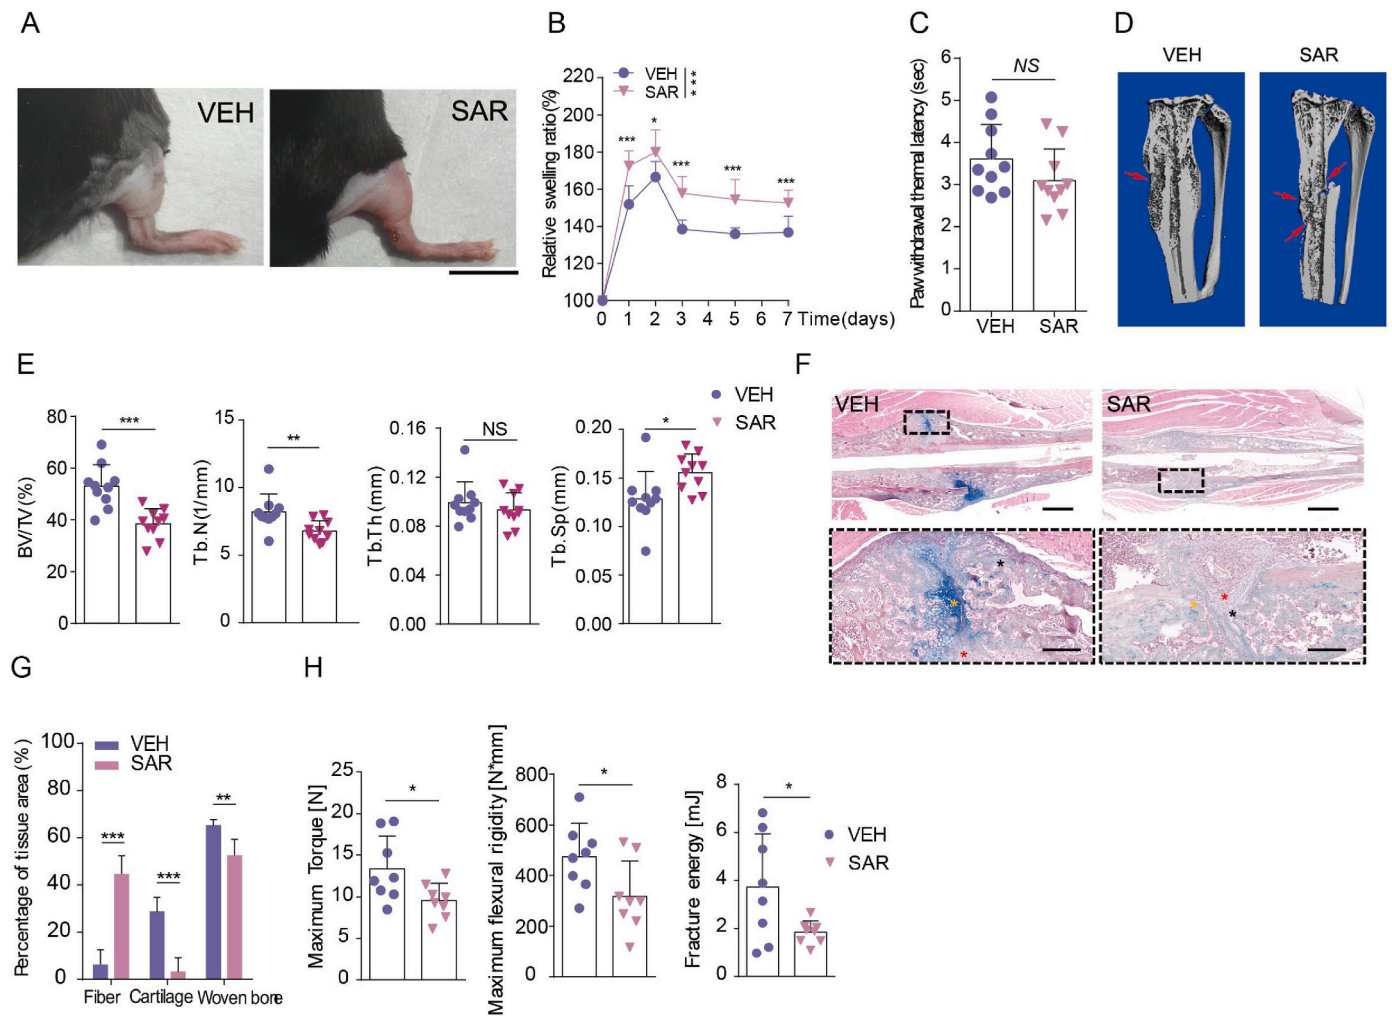 A
VEH
SAR
B
Relative swelling ratio(%)
220
200
180
160
140
120
100
VEH
SAR
***
***
*
***
***
***
0 1 2 3 4 5 6 7 Time(days)
C
Paw withdrawal thermal latency (sec)
6
5
4
3
2
1
0
NS
VEH SAR
D
VEH SAR
E
BV/TV (%)
80
60
40
20
0
***
Tb.N (1/mm)
15
10
5
0
**
Tb.Th (mm)
0.16
0.12
0.08
0.04
0.00
NS
Tb.Sp (mm)
0.20
0.15
0.10
0.05
0.00
*
VEH
SAR
F
VEH
SAR
*
*
*
*
*
*
G
Percentage of tissue area (%)
100
80
60
40
20
0
VEH
SAR
***
***
**
Fiber Cartilage Woven bone
H
Maximum Torque [N]
25
20
15
10
5
0
*
Maximum flexural rigidity [N*mm]
800
600
400
200
0
*
Fracture energy [mJ]
8
6
4
2
0
*
VEH
SAR